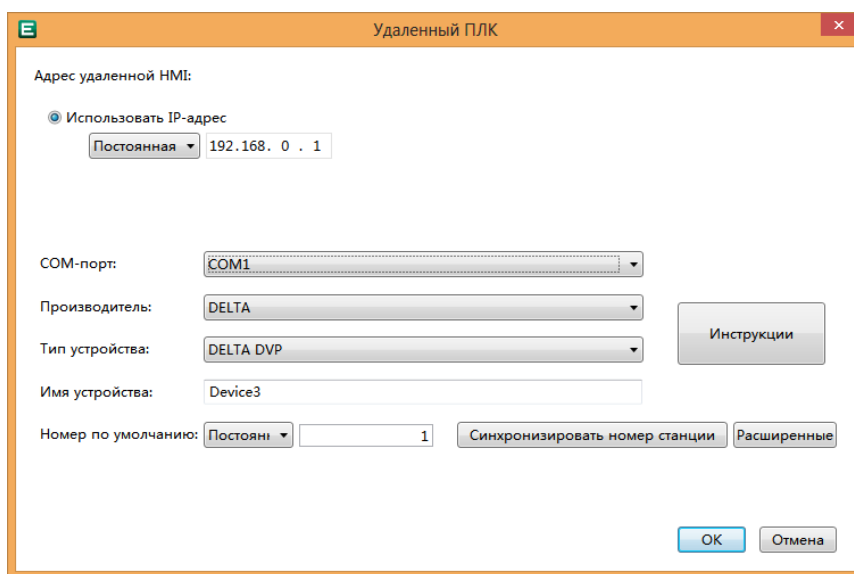 E
Удаленный ПЛК
×
Адрес удаленной HMI:
Использовать IP-адрес
Постоянная 192.168. 0 . 1
COM-порт: COM1
Производитель: DELTA
Инструкции
Тип устройства: DELTA DVP
Имя устройства: Device3
Номер по умолчанию: Постоянн 1 Синхронизировать номер станции Расширенные
OK Отмена